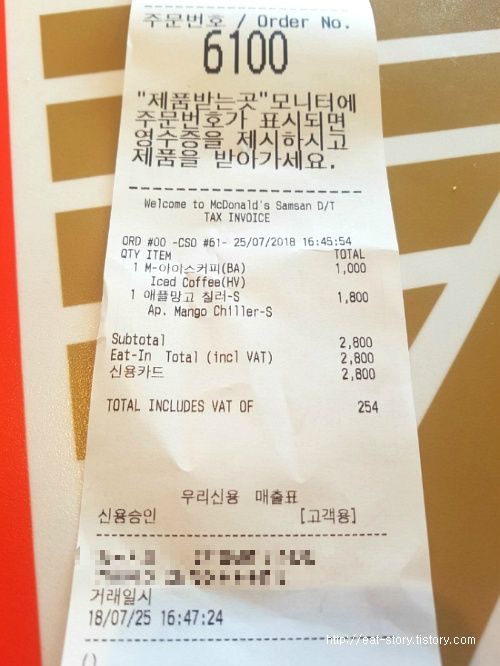 주문번호 / Order No.
6100
"제품받는곳"모니터에
주문번호가 표시되면
영수증을 제시하시고
제품을 받아가세요.
Welcome to McDonald's Samsan D/T
TAX INVOICE
ORD #00 -CSO #61- 25/07/2018 16:45:54
QTY ITEM TOTAL
1 M-아이스커피(BA) 1,000
Iced Coffee(HV)
1 애플망고 칠러-S 1,800
Ap. Mango Chiller-S
Subtotal 2,800
Eat-In Total (incl VAT) 2,800
신용카드 2,800
TOTAL INCLUDES VAT OF 254
우리신용 매출표
신용승인 [고객용]
거래일시
18/07/25 16:47:24
http://eat-story.tistory.com